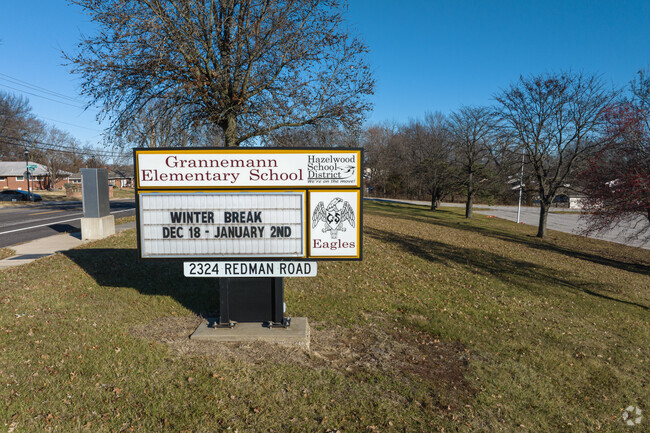 Grannemann
Elementary School
Hazelwood
School
District
We're on the move!
WINTER BREAK
DEC 18 - JANUARY 2ND
Eagles
2324 REDMAN ROAD